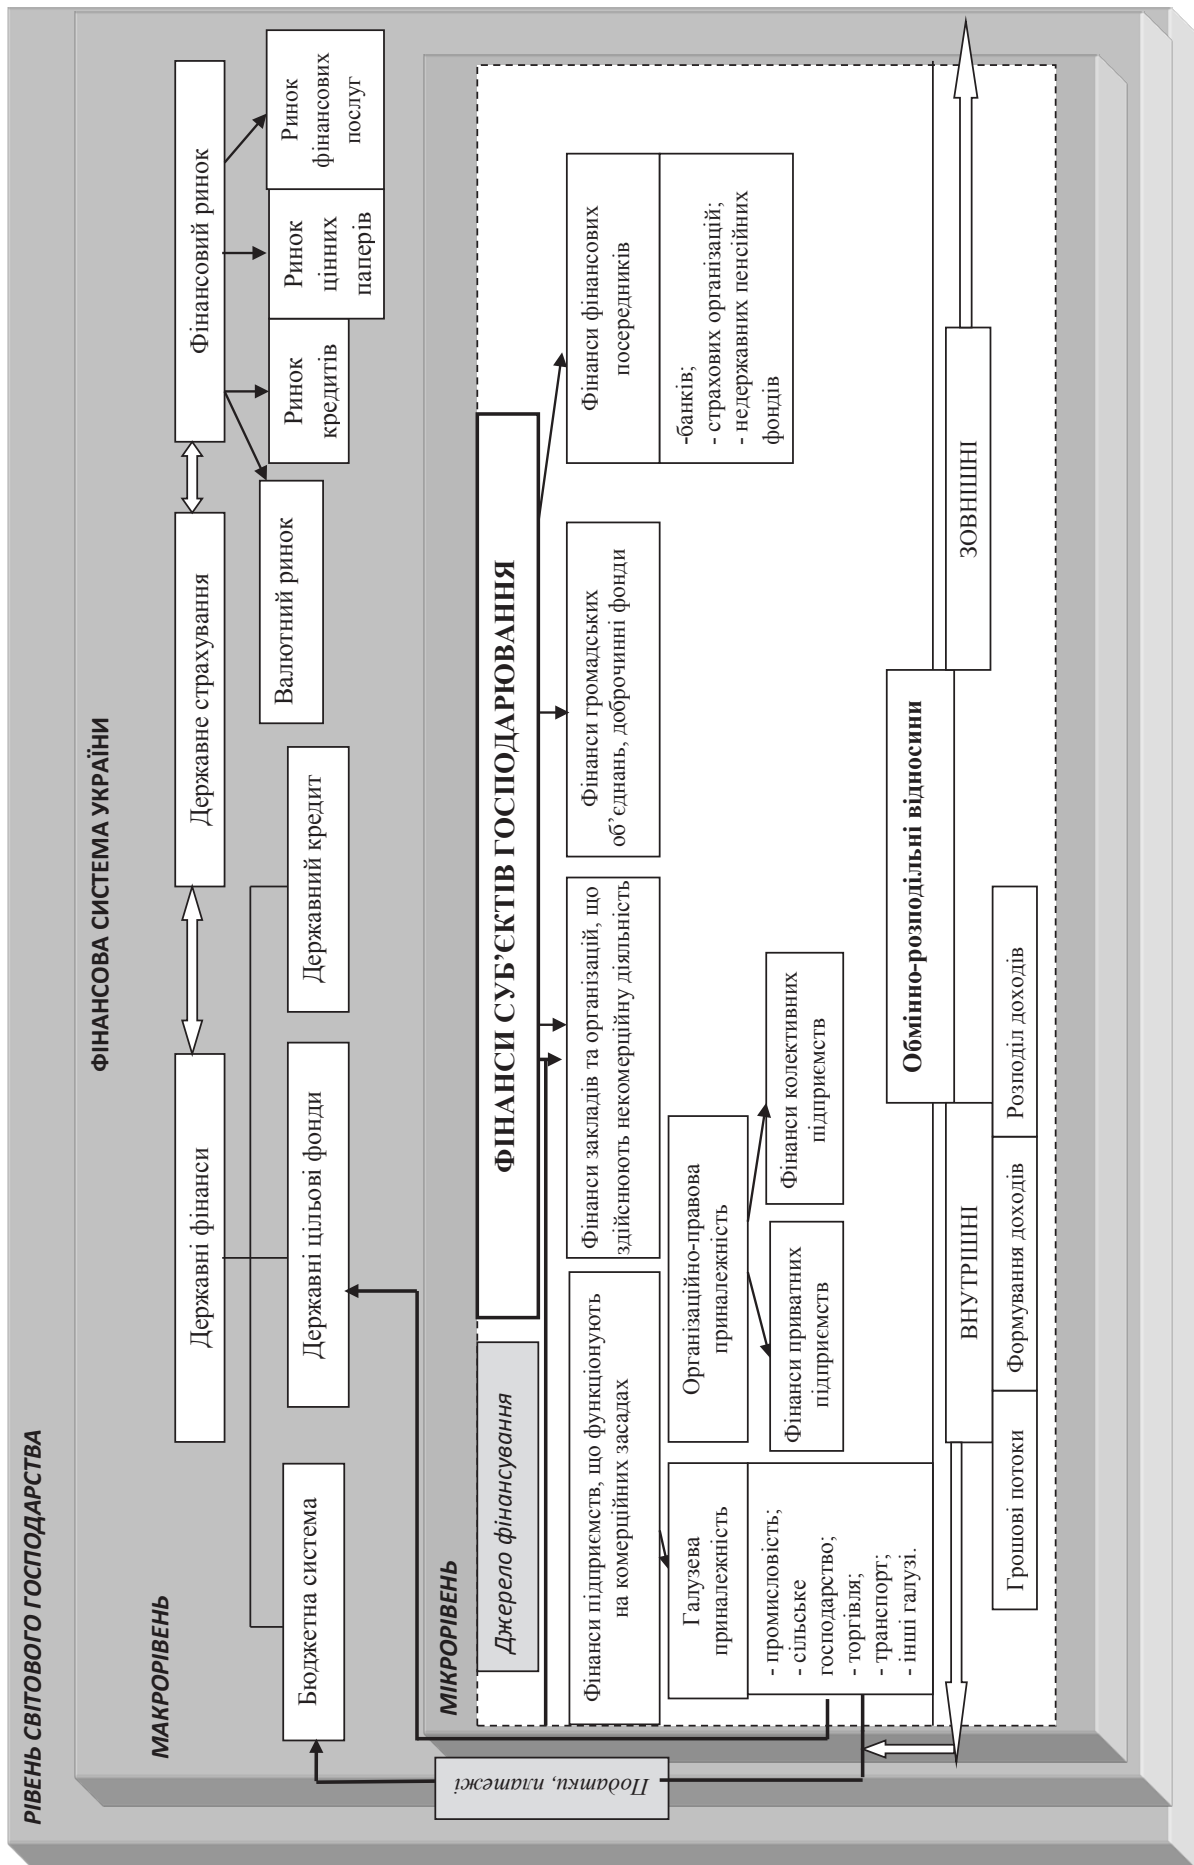 РІВЕНЬ СВІТОВОГО ГОСПОДАРСТВА
ФІНАНСОВА СИСТЕМА УКРАЇНИ
МАКРОРІВЕНЬ
Державні фінанси
Державне страхування
Фінансовий ринок
Бюджетна система
Державні цільові фонди
Державний кредит
Валютний ринок
Ринок
кредитів
Ринок
цінних
паперів
Ринок
фінансових
послуг
МІКРОРІВЕНЬ
Податки, платежі
Джерело фінансування
ФІНАНСИ СУБ’ЄКТІВ ГОСПОДАРЮВАННЯ
Фінанси підприємств, що функціонують
на комерційних засадах
Фінанси закладів та організацій, що
здійснюють некомерційну діяльність
Фінанси громадських
об’єднань, доброчинні фонди
Фінанси фінансових
посередників
-банків;
- страхових організацій;
- недержавних пенсійних
фондів
Галузева
приналежність
- промисловість;
- сільське
господарство;
- торгівля;
- транспорт;
- інші галузі.
Організаційно-правова
приналежність
Фінанси приватних
підприємств
Фінанси колективних
підприємств
Обмінно-розподільні відносини
ВНУТРІШНІ
ЗОВНІШНІ
Грошові потоки
Формування доходів
Розподіл доходів